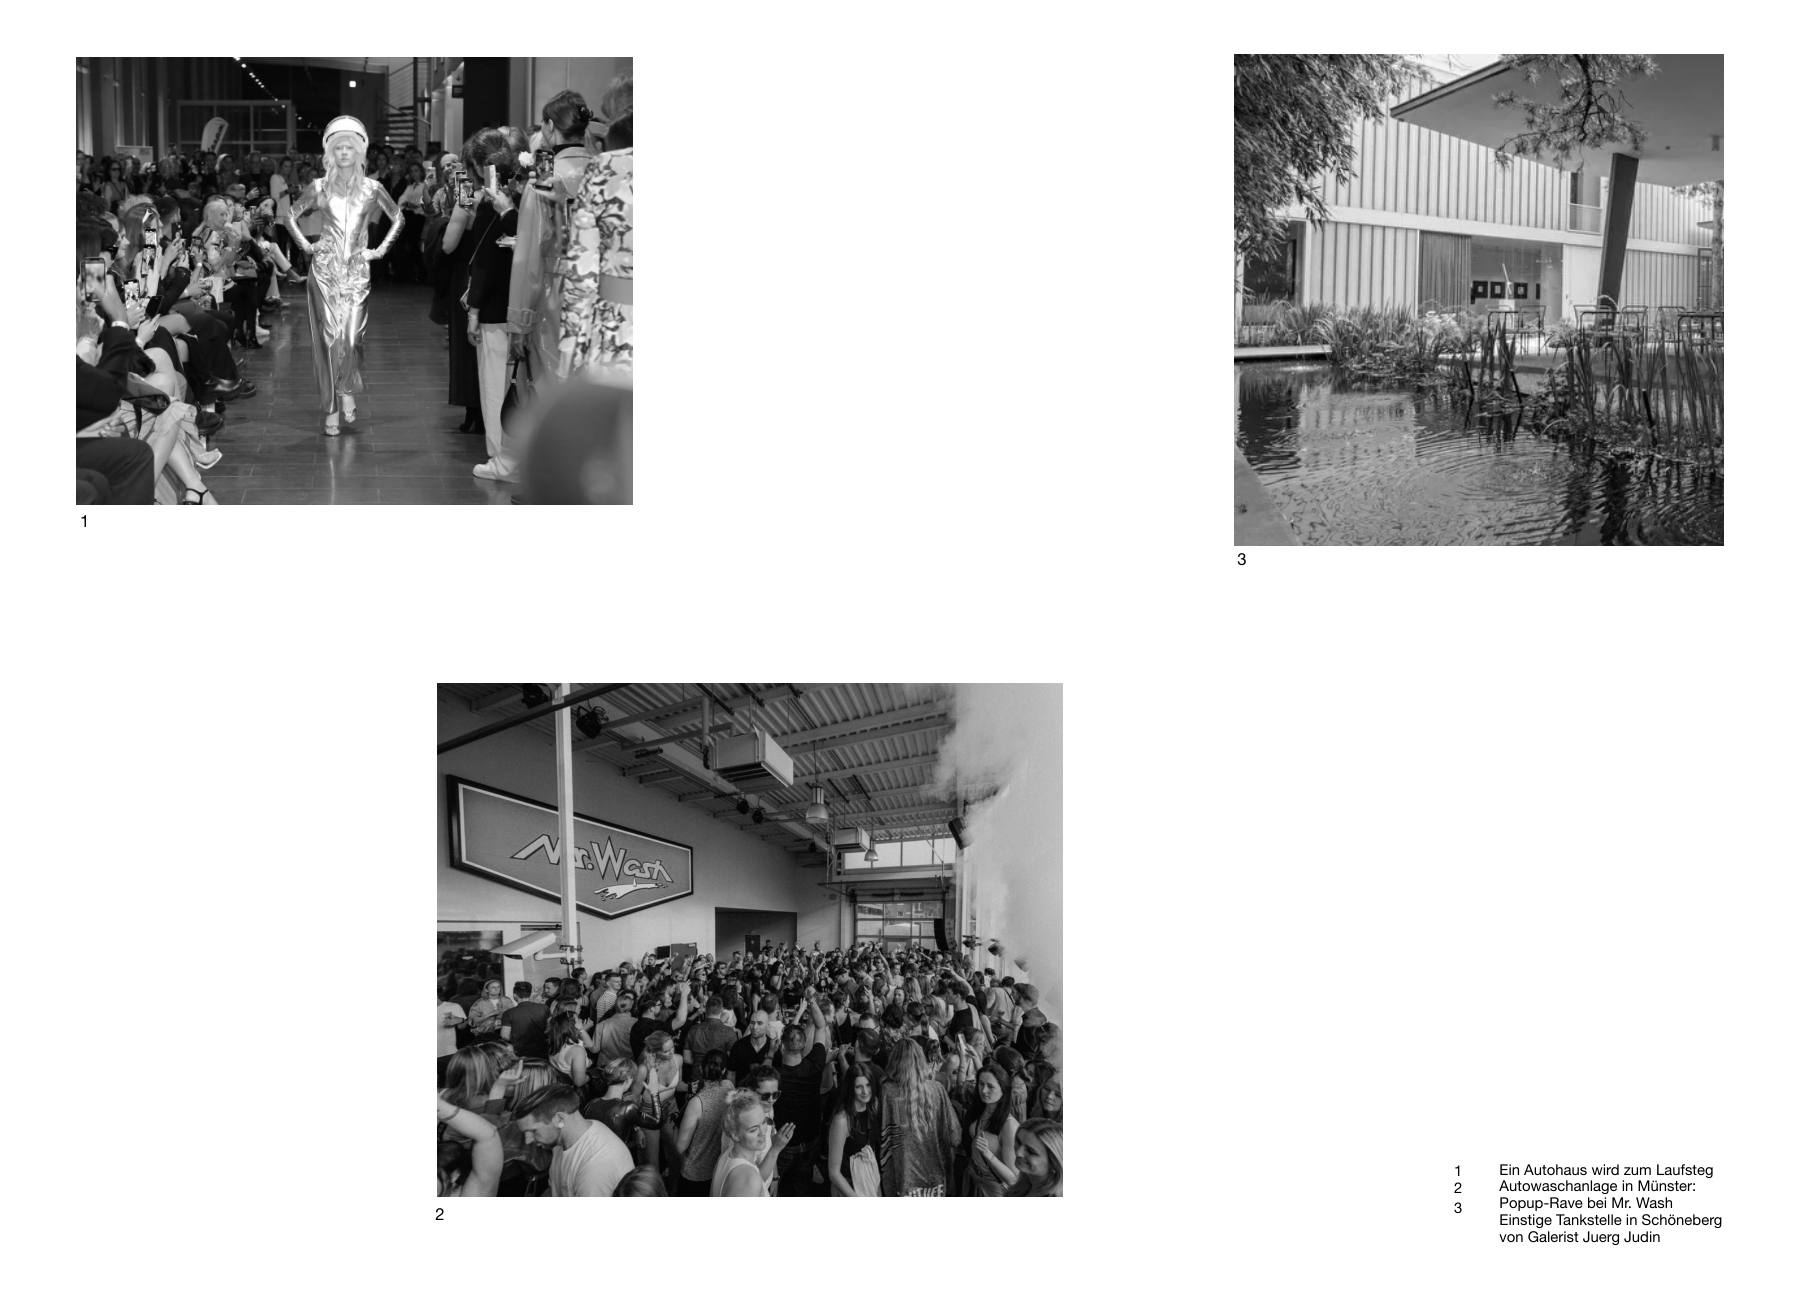 1
3
Mr. Wash
2
1 Ein Autohaus wird zum Laufsteg
2 Autowaschanlage in Münster:
3 Popup-Rave bei Mr. Wash
Einstige Tankstelle in Schöneberg
von Galerist Juerg Judin